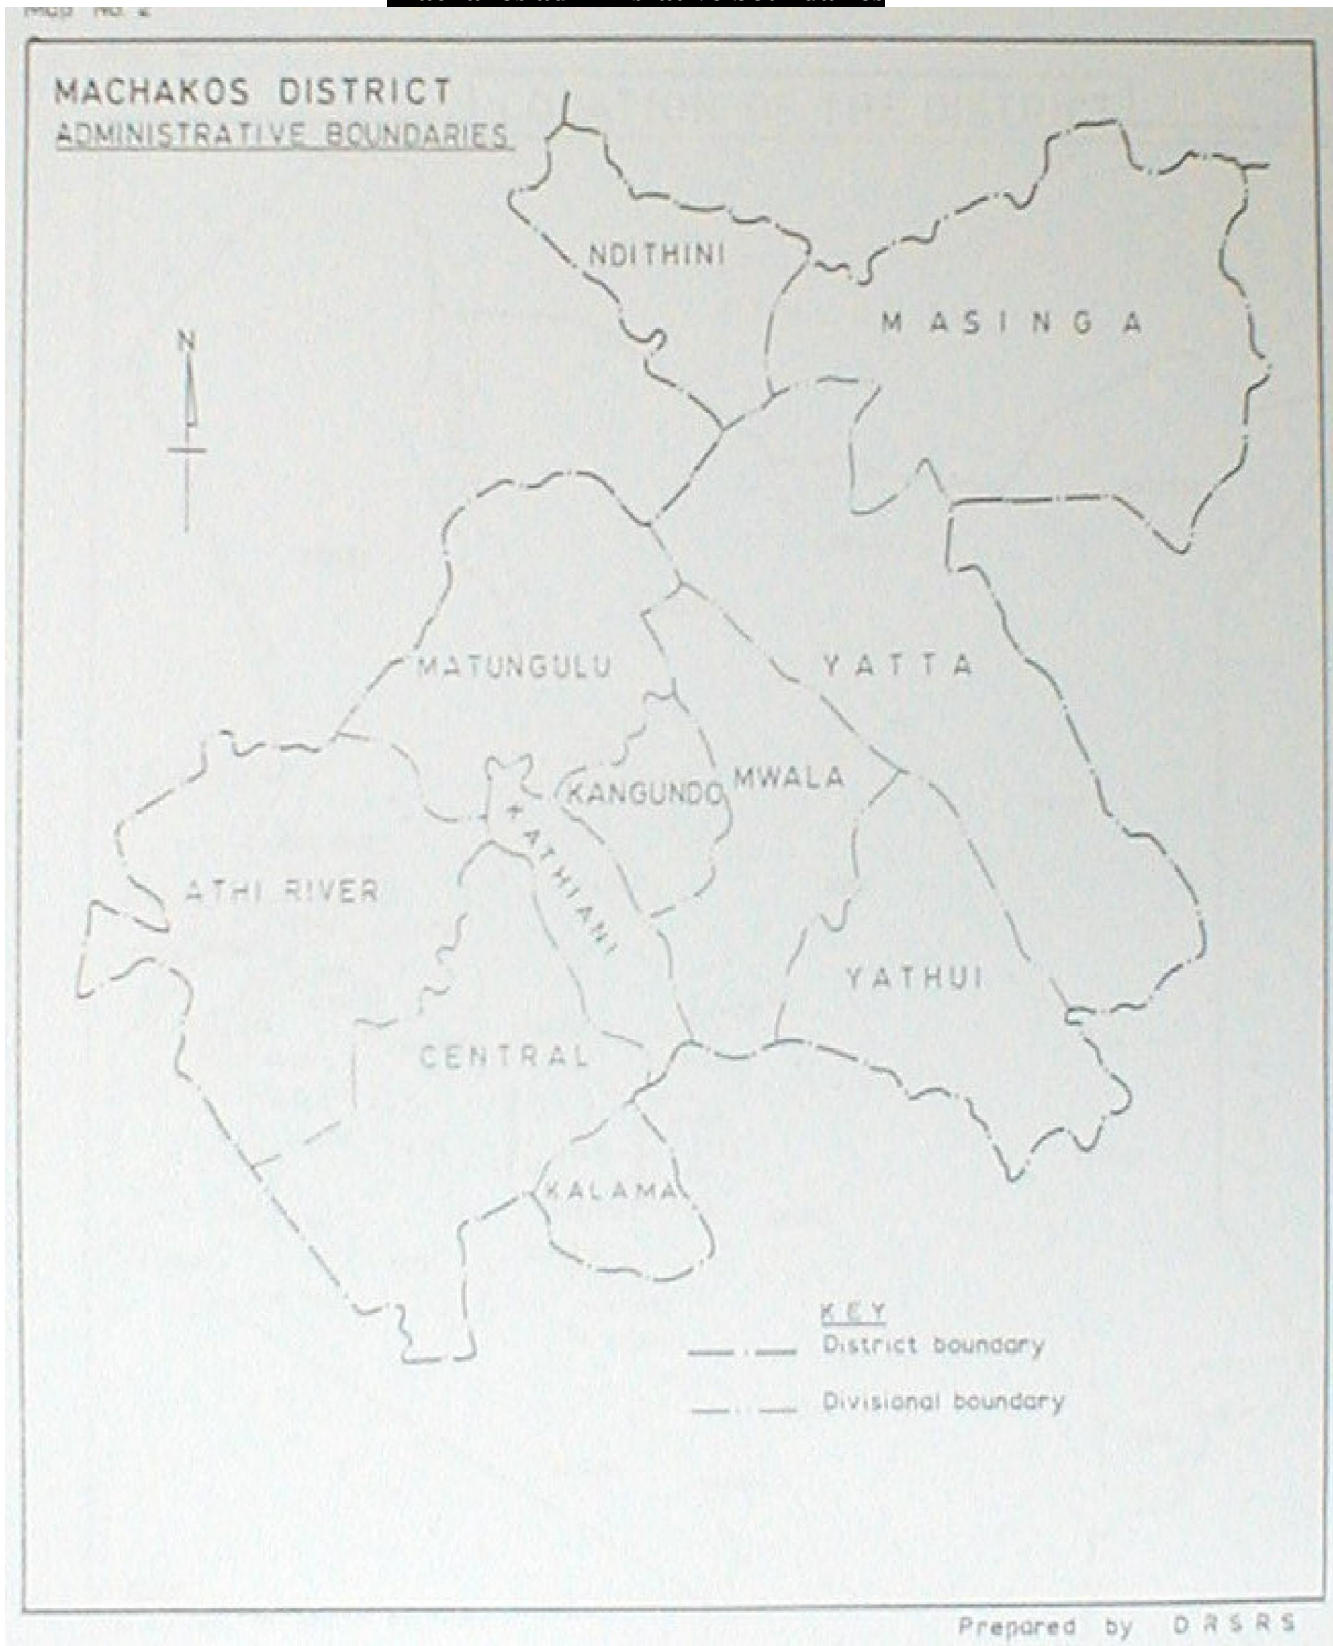 MACHAKOS DISTRICT
ADMINISTRATIVE BOUNDARIES
NDITHINI
MASINGA
N
MATUNGULU
YATTA
KANGUNDO
MWALA
KATHIANI
ATHI RIVER
YATHUI
CENTRAL
KALAMA
KEY
District boundary
Divisional boundary
Prepared by DRSRS